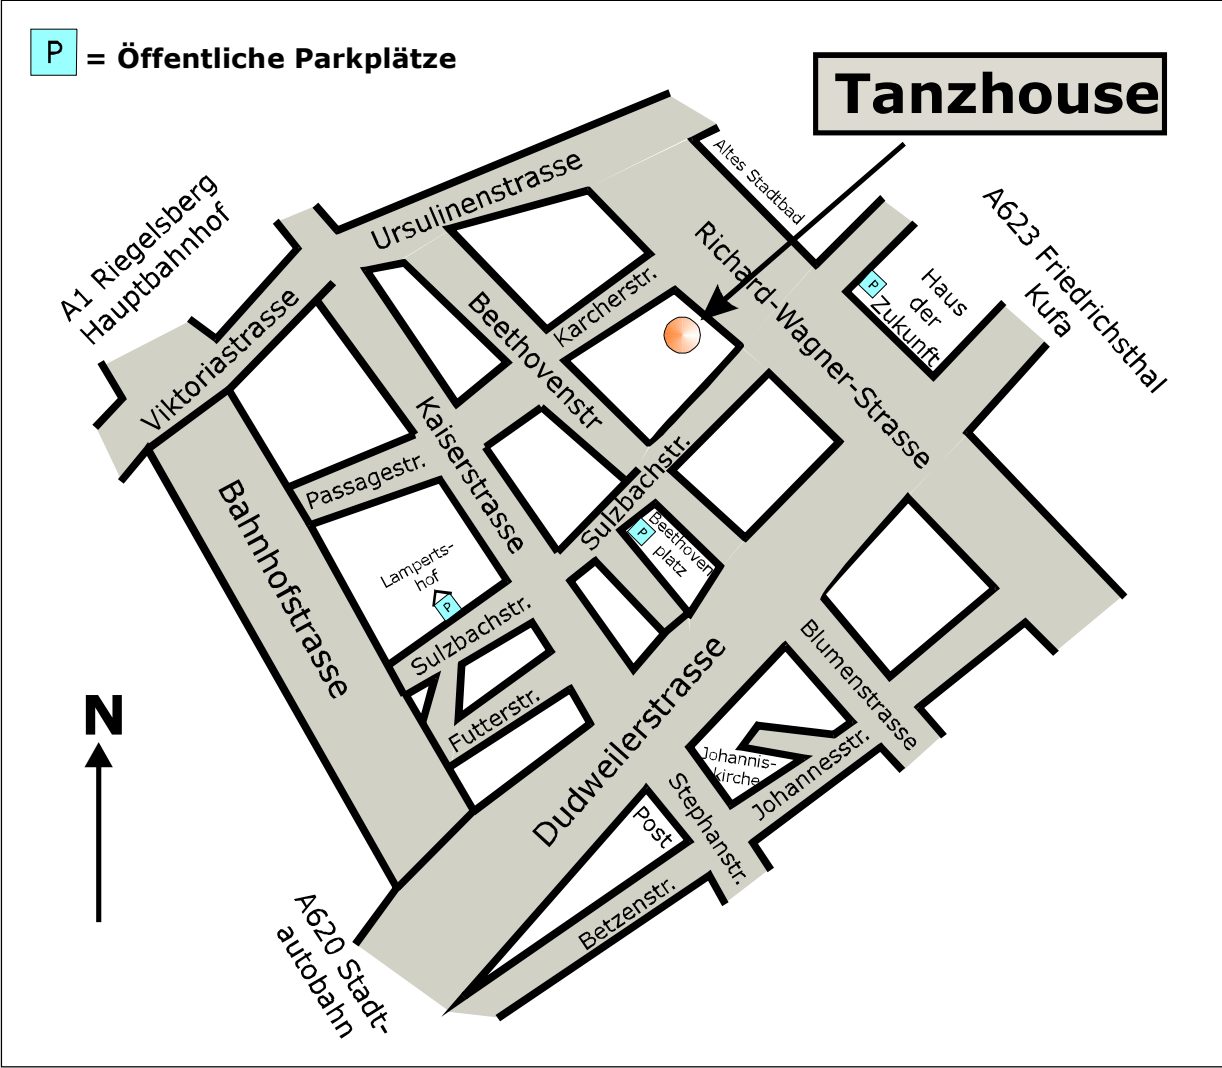 P = Öffentliche Parkplätze
Tanzhouse
Altes Stadtbad
Ursulinenstrasse
A1 Riegelsberg
Hauptbahnhof
A623 Friedrichsthal
Kufa
Richard-Wagner-Strasse
P
Haus
der
Zukunft
Karcherstr.
Beethovenstr
Viktoriastrasse
Kaiserstrasse
Passagestr.
Bahnhofstrasse
Sulzbachstr.
P
Beethoven
platz
Lamperts-
hof
P
Sulzbachstr.
Futterstr.
Dudweilerstrasse
Blumenstrasse
Johannis-
kirche
Johannesstr.
Stephanstr.
Post
Betzenstr.
N
A620 Stadt-
autobahn